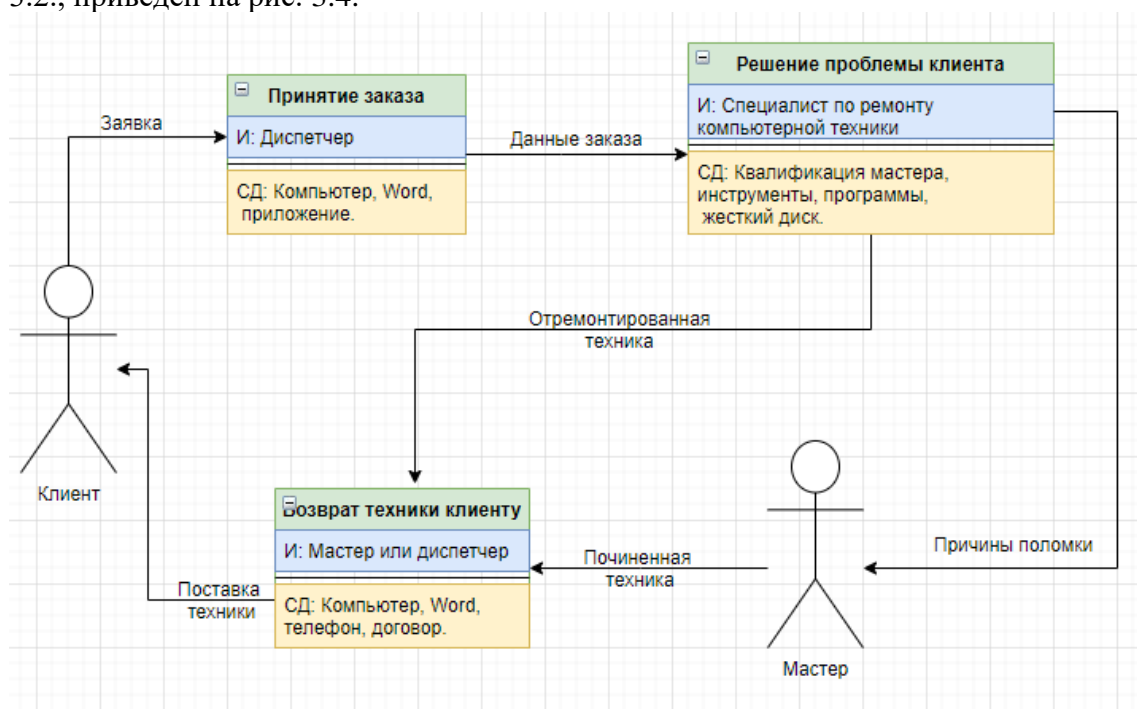 3.2., приведен на рис. 3.4.
Решение проблемы клиента
Принятие заказа
И: Специалист по ремонту
компьютерной техники
Заявка
И: Диспетчер
Данные заказа
СД: Компьютер, Word,
приложение.
СД: Квалификация мастера,
инструменты, программы,
жесткий диск.
Отремонтированная
техника
Клиент
Возврат техники клиенту
И: Мастер или диспетчер
Починенная
техника
Причины поломки
Поставка
техники
СД: Компьютер, Word,
телефон, договор.
Мастер